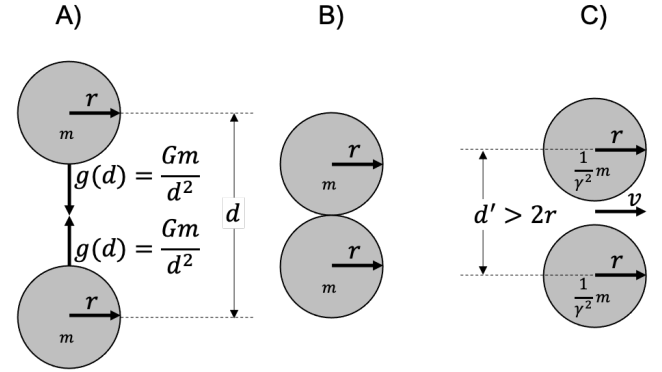 A)
B)
C)
r
m
g(d) = Gm/d²
g(d) = Gm/d²
r
m
d
r
m
r
m
d' > 2r
r
1/γ² m
v
r
1/γ² m